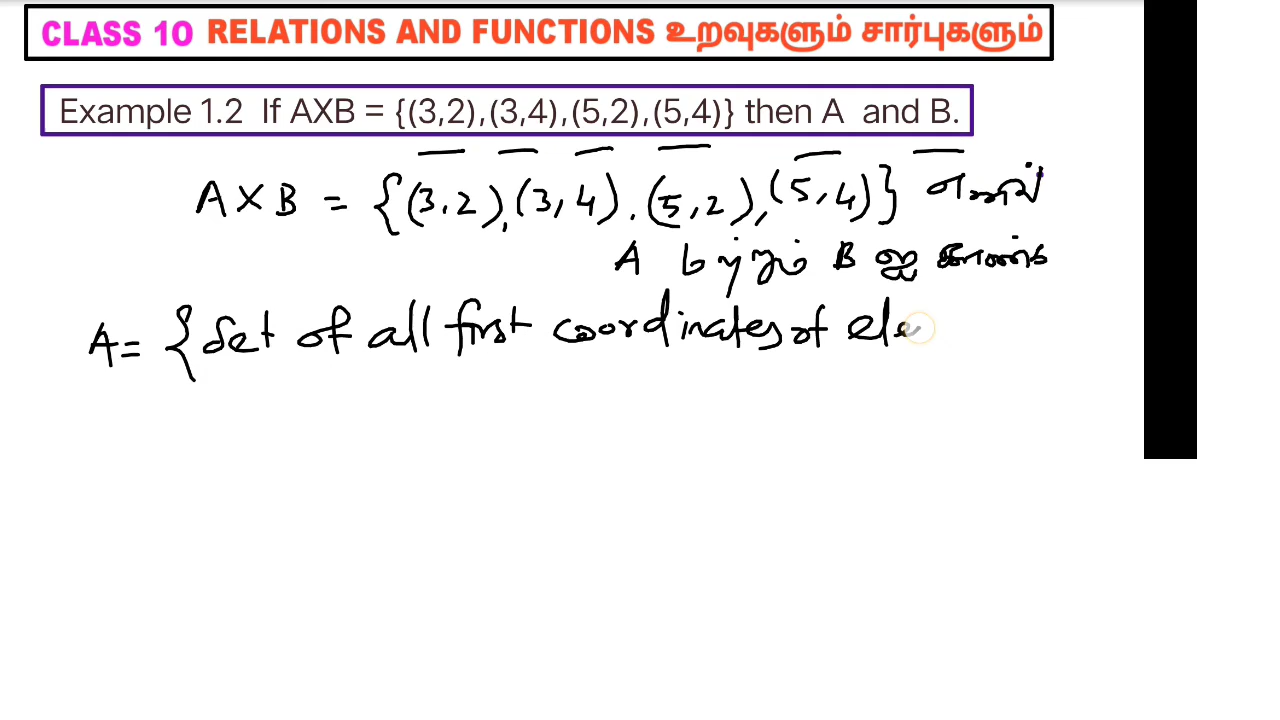 CLASS 10 RELATIONS AND FUNCTIONS உறவுகளும் சார்புகளும்
Example 1.2 If AXB = {(3,2),(3,4),(5,2),(5,4)} then A and B.
A X B = {(3,2),(3,4).(5,2),(5,4)} எனில்
A மற்றும் B ஐ காண்க
A = { Set of all first coordinates of ele